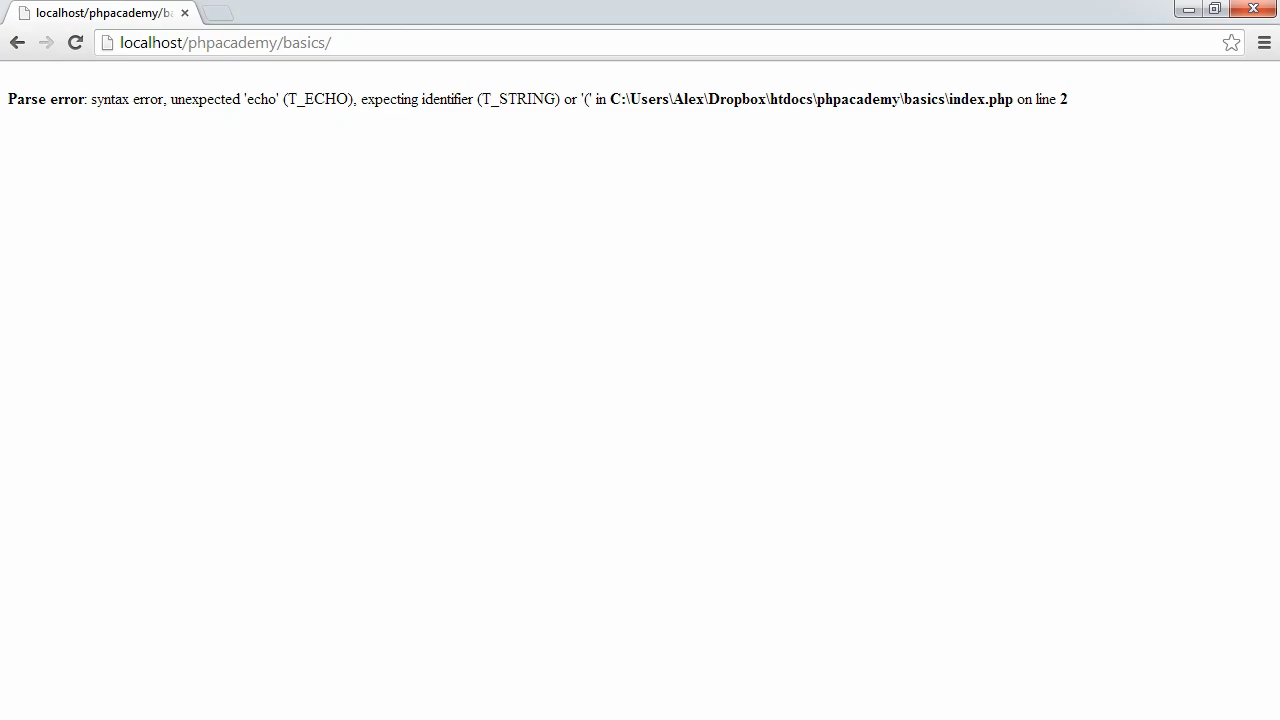 localhost/phpacademy/ba
localhost/phpacademy/basics/
Parse error: syntax error, unexpected 'echo' (T_ECHO), expecting identifier (T_STRING) or '(' in C:\Users\Alex\Dropbox\htdocs\phpacademy\basics\index.php on line 2